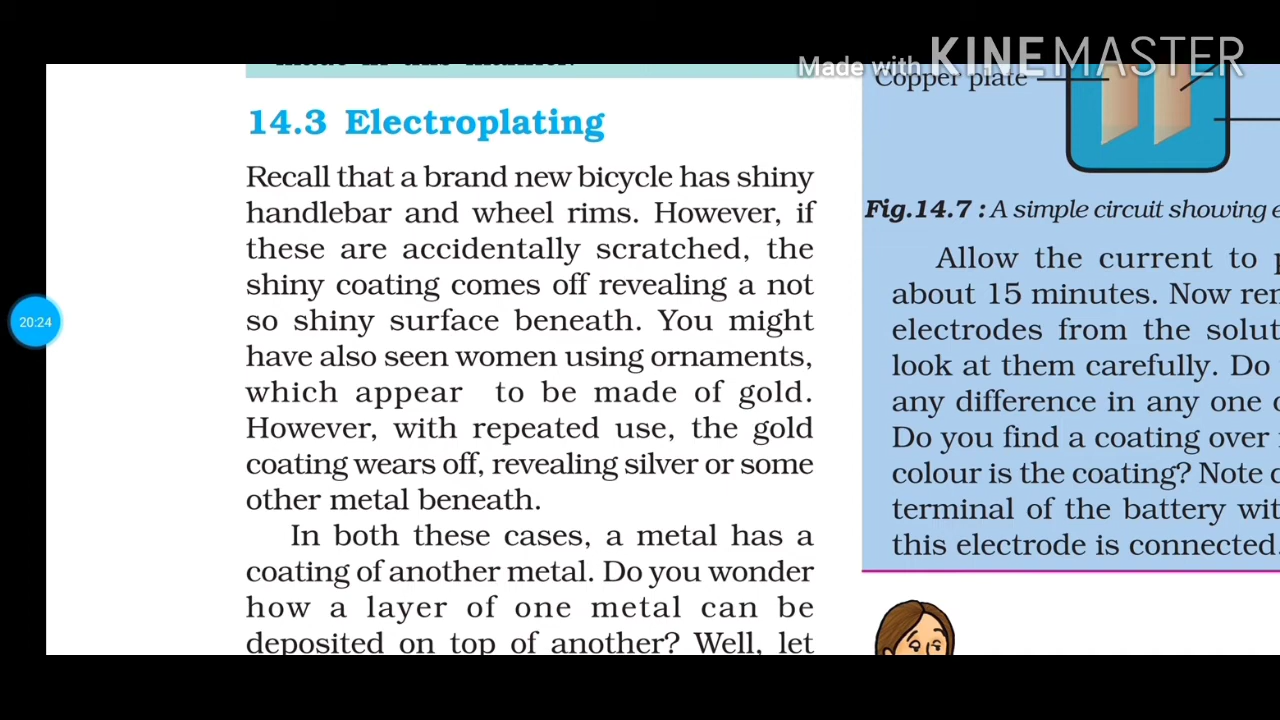 Made with KINEMASTER
14.3 Electroplating
Recall that a brand new bicycle has shiny
handlebar and wheel rims. However, if
these are accidentally scratched, the
shiny coating comes off revealing a not
so shiny surface beneath. You might
have also seen women using ornaments,
which appear to be made of gold.
However, with repeated use, the gold
coating wears off, revealing silver or some
other metal beneath.
In both these cases, a metal has a
coating of another metal. Do you wonder
how a layer of one metal can be
deposited on top of another? Well, let
20:24
Copper plate
Fig.14.7 : A simple circuit showing
Allow the current to
about 15 minutes. Now
electrodes from the
look at them carefully. Do
any difference in any one
Do you find a coating over
colour is the coating? Note
terminal of the battery
this electrode is connected.